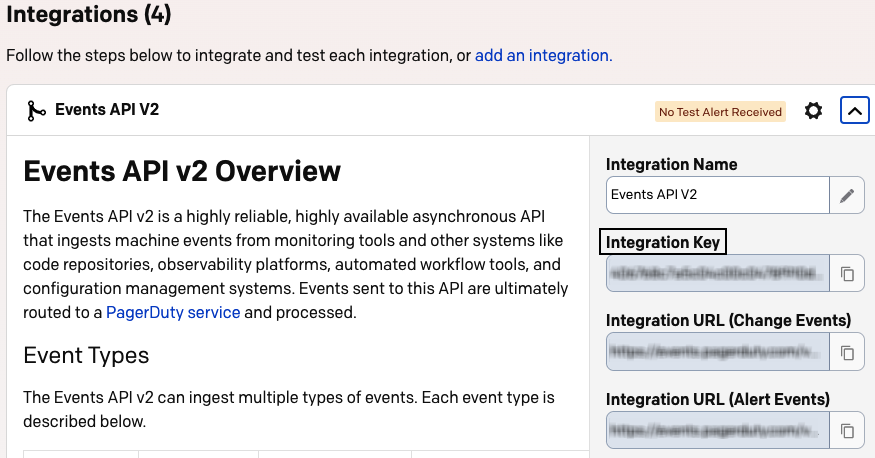 Integrations (4)
Follow the steps below to integrate and test each integration, or add an integration.
Events API V2
No Test Alert Received
Events API v2 Overview
The Events API v2 is a highly reliable, highly available asynchronous API
that ingests machine events from monitoring tools and other systems like
code repositories, observability platforms, automated workflow tools, and
configuration management systems. Events sent to this API are ultimately
routed to a PagerDuty service and processed.
Event Types
The Events API v2 can ingest multiple types of events. Each event type is
described below.
Integration Name
Events API V2
Integration Key
Integration URL (Change Events)
Integration URL (Alert Events)